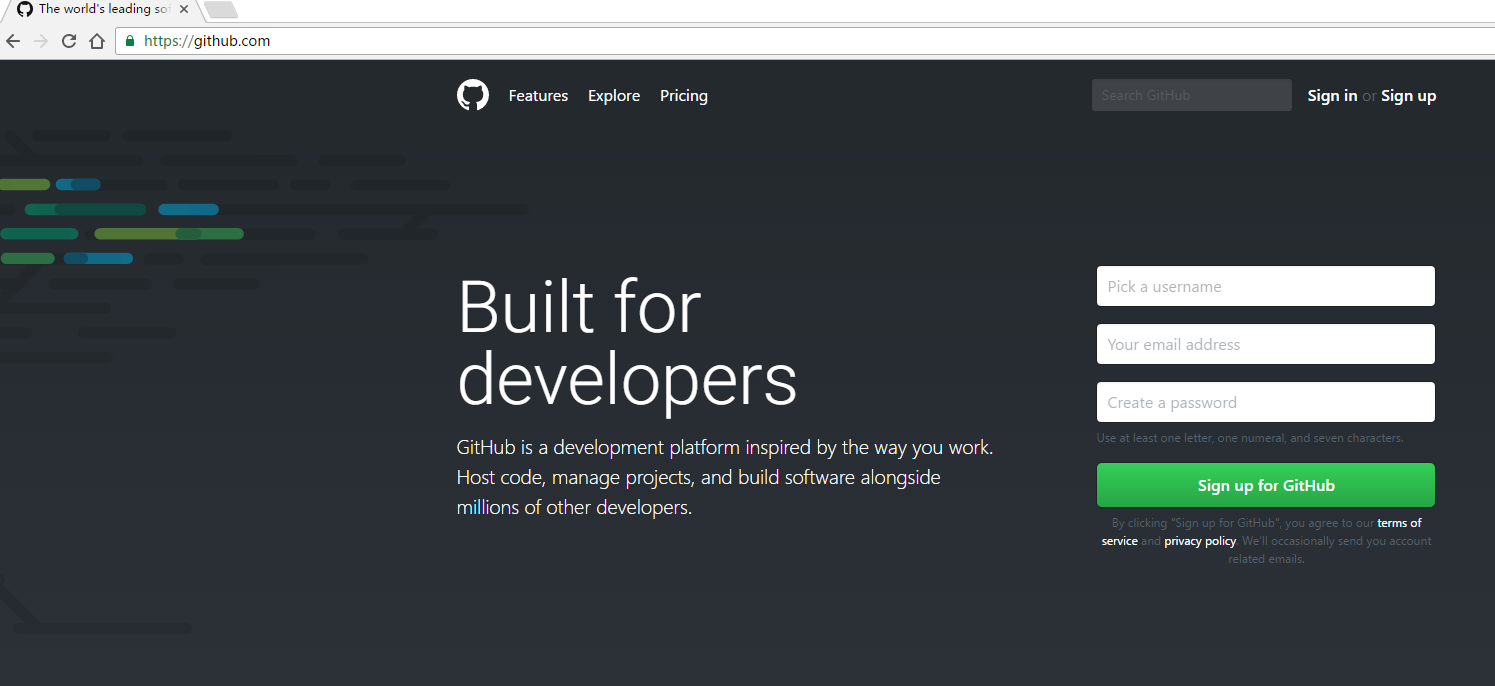 The world's leading so
https://github.com
Features Explore Pricing
Search GitHub
Sign in or Sign up
Built for
developers
GitHub is a development platform inspired by the way you work.
Host code, manage projects, and build software alongside
millions of other developers.
Pick a username
Your email address
Create a password
Use at least one letter, one numeral, and seven characters.
Sign up for GitHub
By clicking "Sign up for GitHub", you agree to our terms of
service and privacy policy. We'll occasionally send you account
related emails.